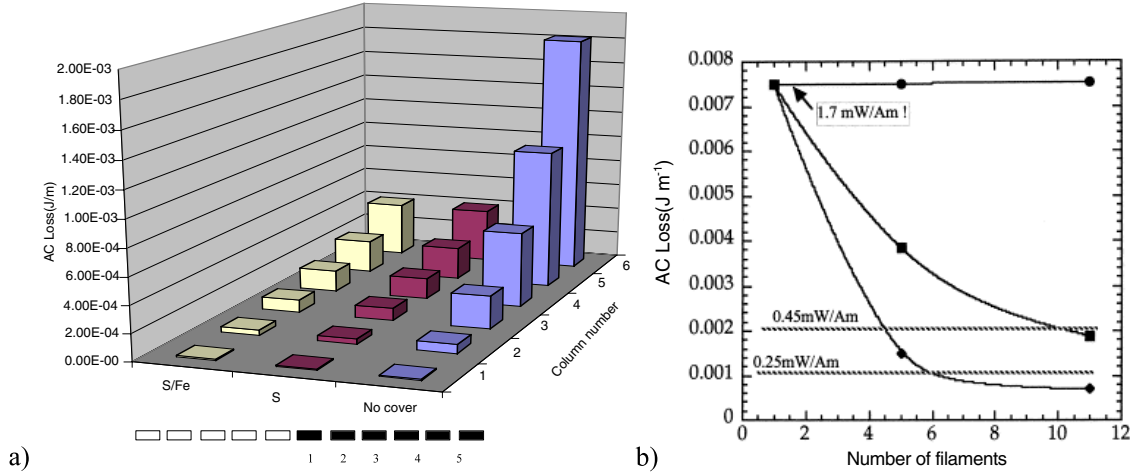 2.00E-03
1.80E-03
1.60E-03
1.40E-03
1.20E-03
1.00E-03
8.00E-04
6.00E-04
4.00E-04
2.00E-04
0.00E-00
AC Loss(J/m)
S/Fe
S
No cover
1
2
3
4
5
6
Column number
1 2 3 4 5
a)
0.008
0.007
0.006
0.005
0.004
0.003
0.002
0.001
0
AC Loss(J m-1)
1.7 mW/Am !
0.45mW/Am
0.25mW/Am
0 2 4 6 8 10 12
Number of filaments
b)